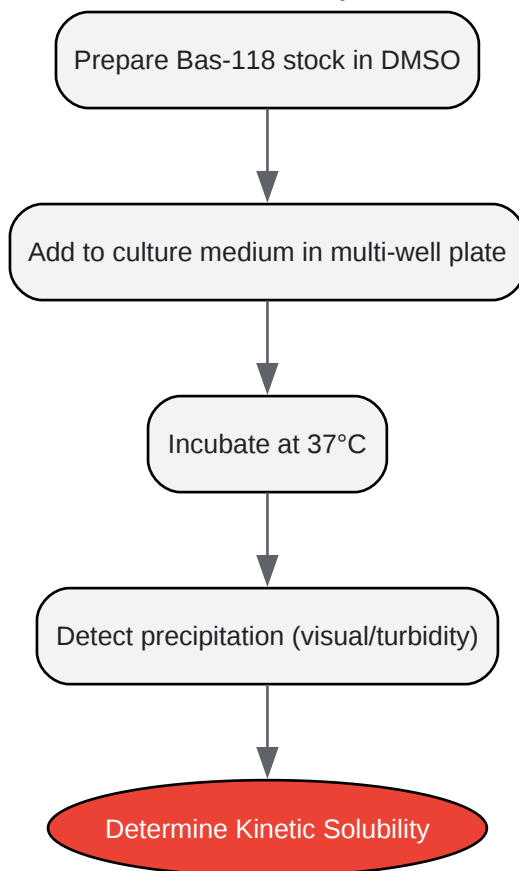 Prepare Bas-118 stock in DMSO
Add to culture medium in multi-well plate
Incubate at 37°C
Detect precipitation (visual/turbidity)
Determine Kinetic Solubility